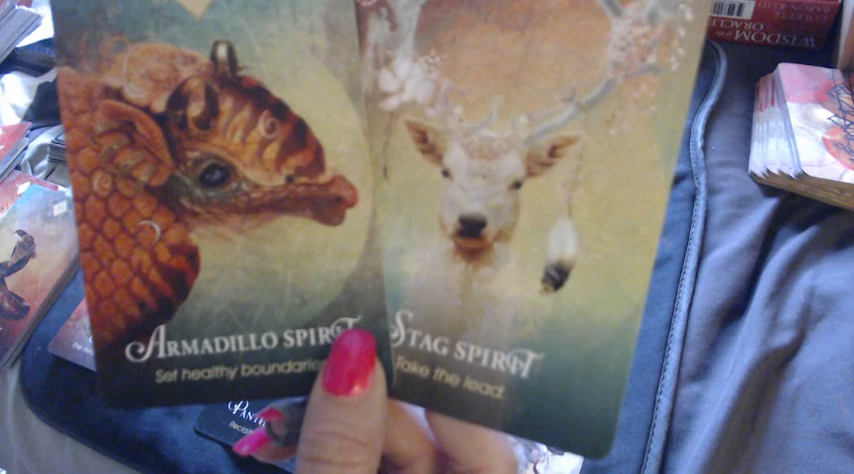 ARMADILLO SPIRIT
Set healthy boundaries
STAG SPIRIT
Take the lead.
WISDOM
ORACLE